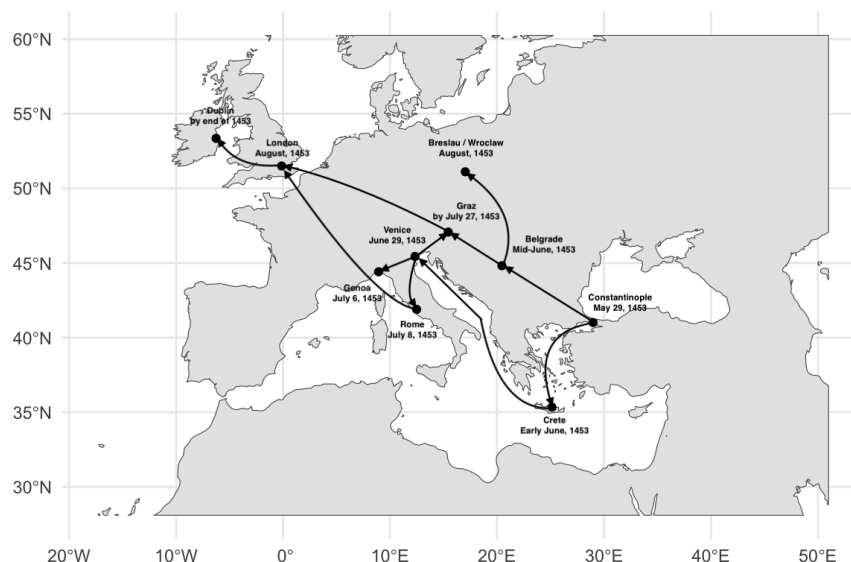 60°N
55°N
50°N
45°N
40°N
35°N
30°N
Dublin
by end of 1453
London
August, 1453
Breslau / Wroclaw
August, 1453
Graz
by July 27, 1453
Venice
June 29, 1453
Belgrade
Mid-June, 1453
Genoa
July 6, 1453
Constantinople
May 29, 1453
Rome
July 8, 1453
Crete
Early June, 1453
20°W
10°W
0°
10°E
20°E
30°E
40°E
50°E